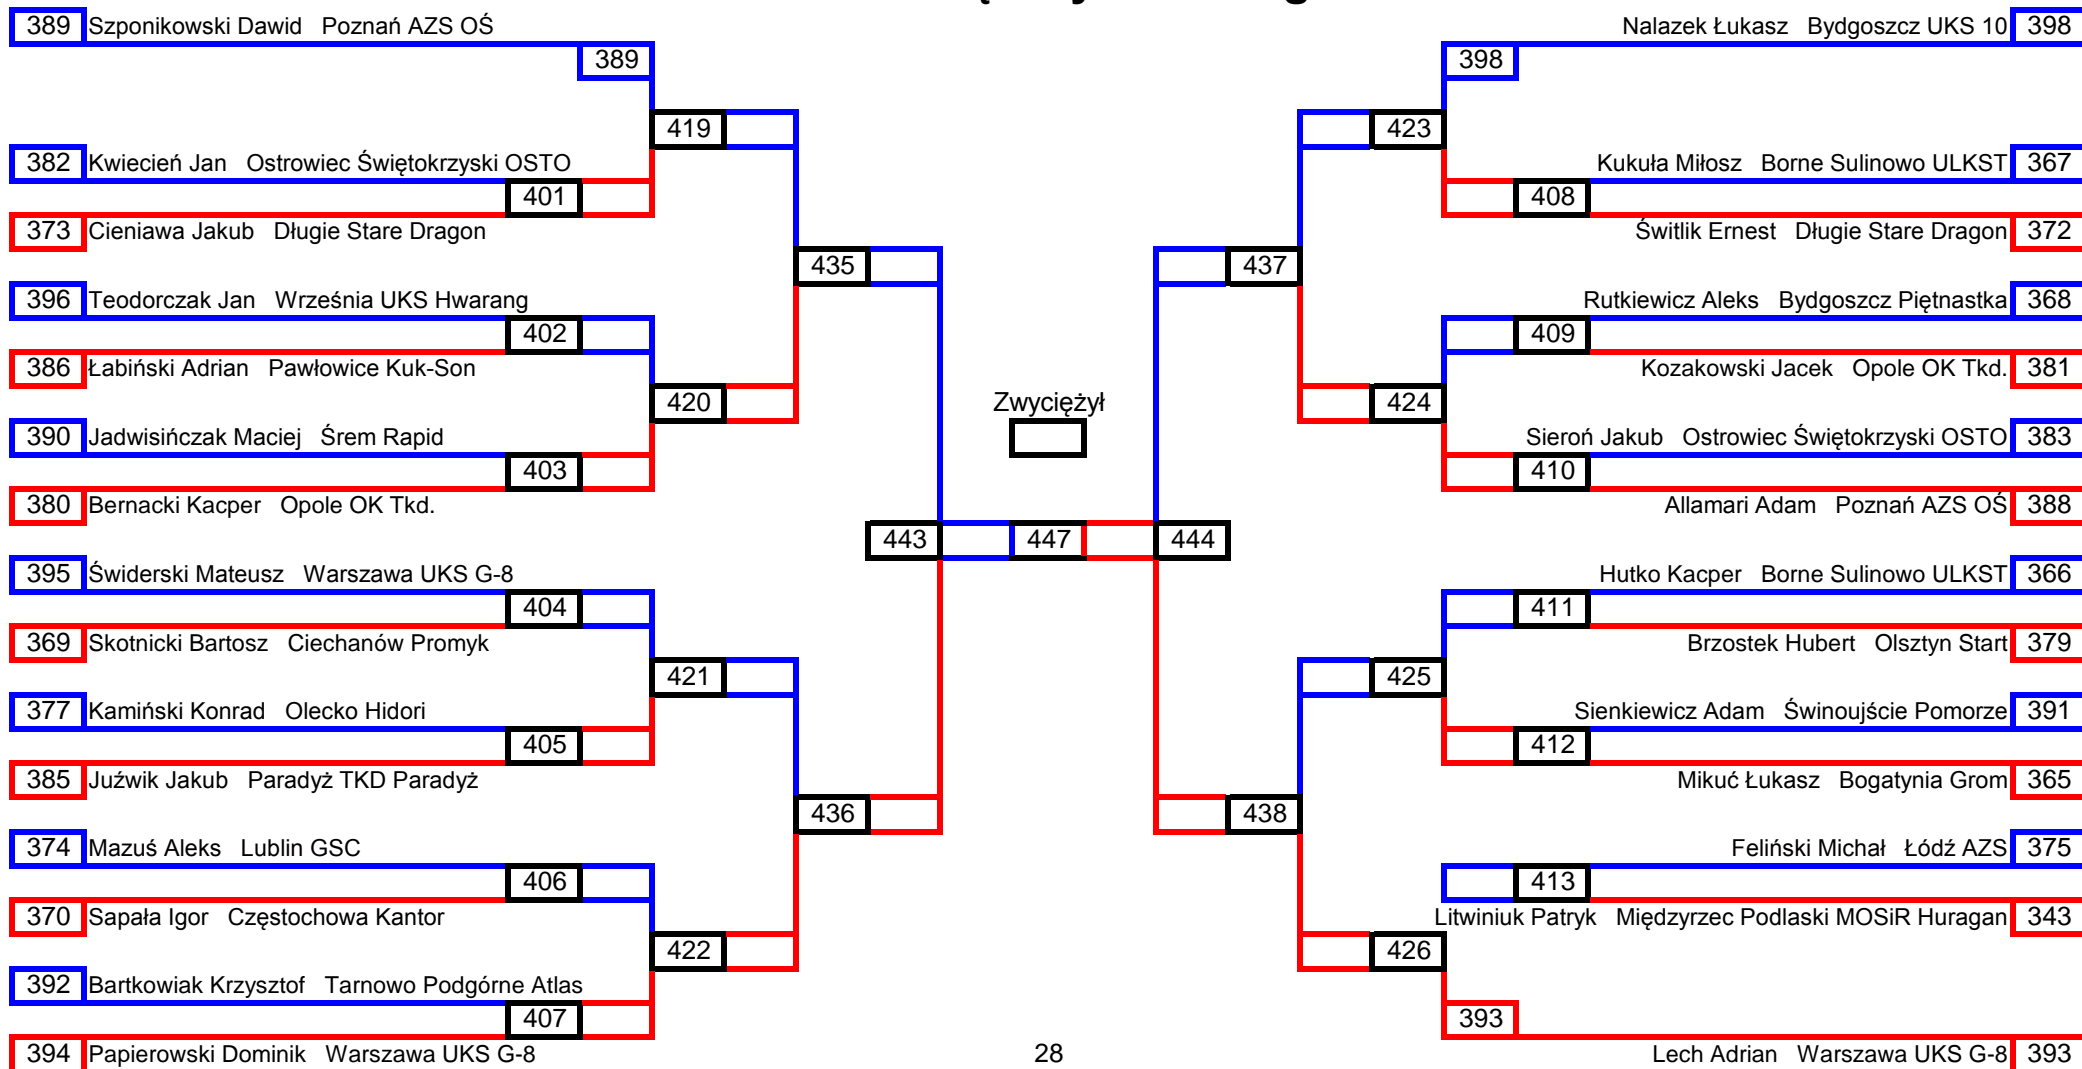 389 Szponikowski Dawid Poznań AZS OŚ
389
419
382 Kwiecień Jan Ostrowiec Świętokrzyski OSTO
401
373 Cieniawa Jakub Długie Stare Dragon
435
396 Teodorczak Jan Września UKS Hwarang
402
386 Łabiński Adrian Pawłowice Kuk-Son
420
390 Jadwisińczak Maciej Śrem Rapid
403
380 Bernacki Kacper Opole OK Tkd.
443
395 Świderski Mateusz Warszawa UKS G-8
404
369 Skotnicki Bartosz Ciechanów Promyk
421
377 Kamiński Konrad Olecko Hidori
405
385 Juźwik Jakub Paradyż TKD Paradyż
436
374 Mazuś Aleks Lublin GSC
406
370 Sapała Igor Częstochowa Kantor
422
392 Bartkowiak Krzysztof Tarnowo Podgórne Atlas
407
394 Papierowski Dominik Warszawa UKS G-8
Zwyciężył
447
28
Nalazek Łukasz Bydgoszcz UKS 10 398
398
423
Kukuła Miłosz Borne Sulinowo ULKST 367
408
Świtlik Ernest Długie Stare Dragon 372
437
Rutkiewicz Aleks Bydgoszcz Piętnastka 368
409
Kozakowski Jacek Opole OK Tkd. 381
424
Sieroń Jakub Ostrowiec Świętokrzyski OSTO 383
410
Allamari Adam Poznań AZS OŚ 388
444
Hutko Kacper Borne Sulinowo ULKST 366
411
Brzostek Hubert Olsztyn Start 379
425
Sienkiewicz Adam Świnoujście Pomorze 391
412
Mikuć Łukasz Bogatynia Grom 365
438
Feliński Michał Łódź AZS 375
413
Litwiniuk Patryk Międzyrzec Podlaski MOSiR Huragan 343
426
393
Lech Adrian Warszawa UKS G-8 393